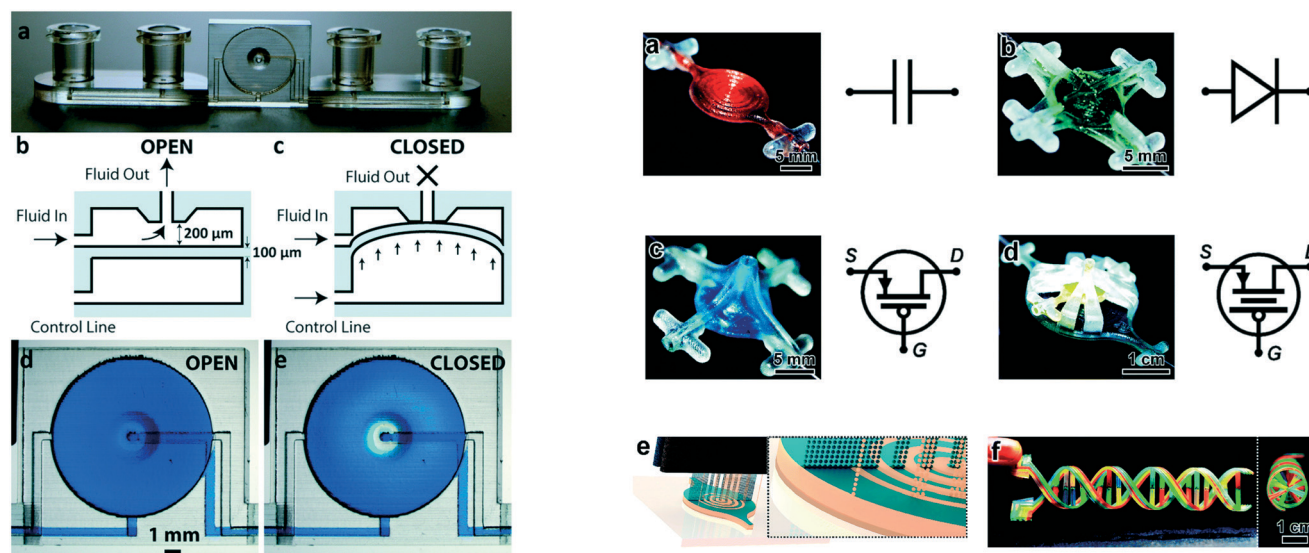 a
b
OPEN
c
CLOSED
Fluid Out
Fluid Out
Fluid In
Fluid In
200 µm
100 µm
Control Line
Control Line
d
OPEN
e
CLOSED
1 mm
a
5 mm
b
5 mm
c
5 mm
S
D
G
d
1 cm
S
G
e
f
1 cm